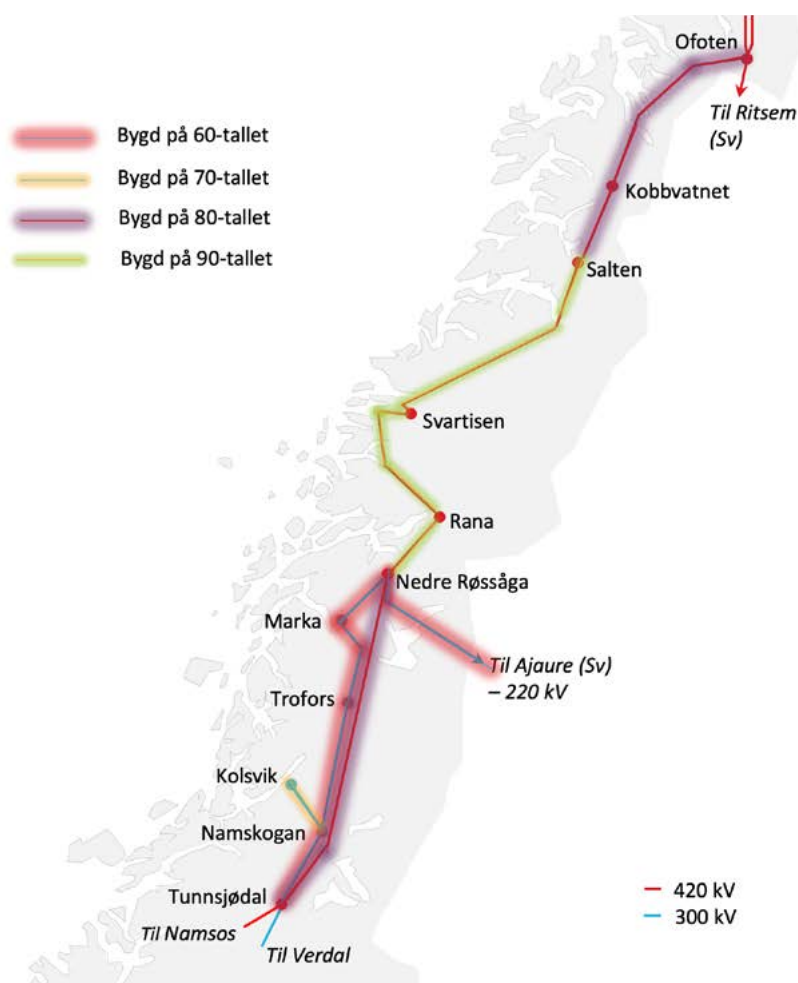 Ofoten
Til Ritsem
(Sv)
Bygd på 60-tallet
Bygd på 70-tallet
Bygd på 80-tallet
Bygd på 90-tallet
Kobbvatnet
Salten
Svartisen
Rana
Nedre Røssåga
Marka
Til Ajaure (Sv)
– 220 kV
Trofors
Kolsvik
Namskogan
Tunnsjødal
Til Namsos
Til Verdal
420 kV
300 kV